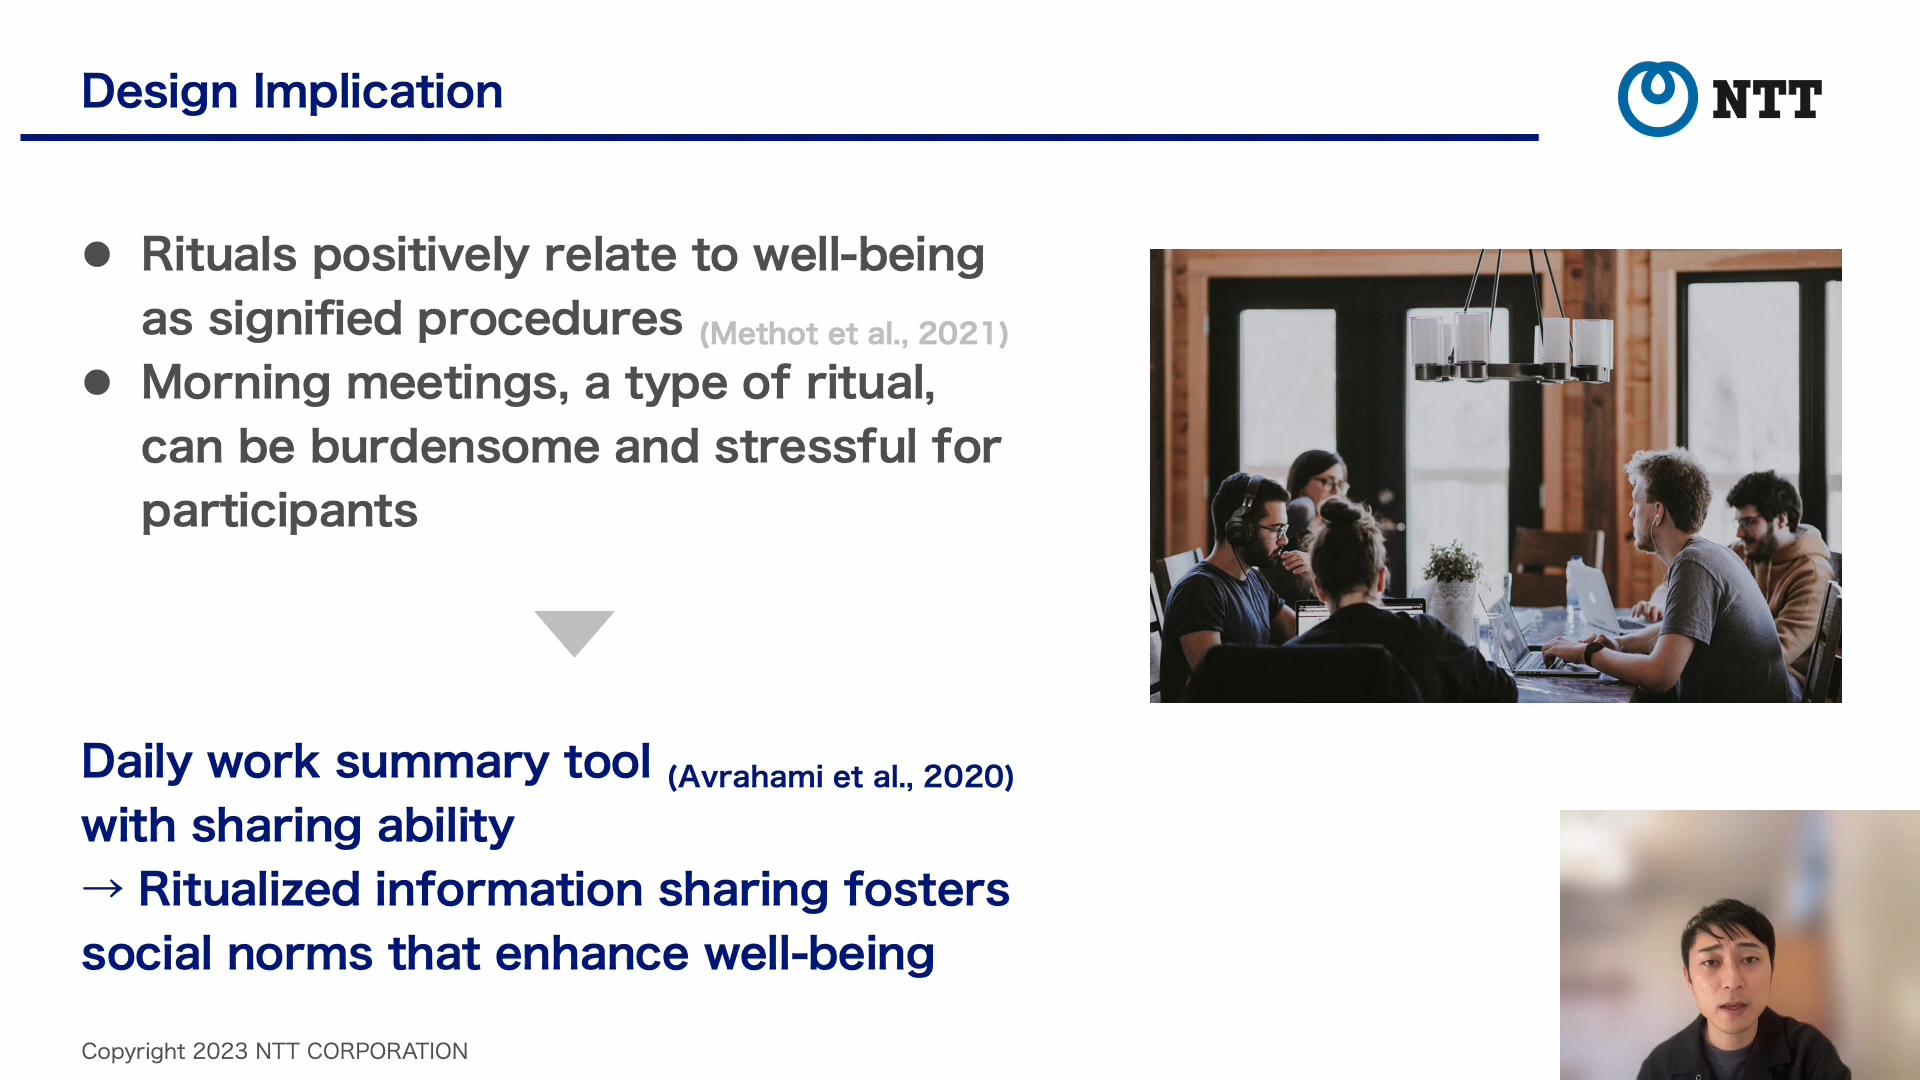 Design Implication
NTT
● Rituals positively relate to well-being
as signified procedures (Methot et al., 2021)
● Morning meetings, a type of ritual,
can be burdensome and stressful for
participants
Daily work summary tool (Avrahami et al., 2020)
with sharing ability
→ Ritualized information sharing fosters
social norms that enhance well-being
Copyright 2023 NTT CORPORATION